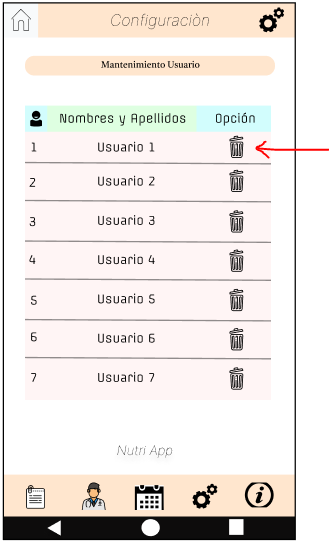 Configuraciòn
Mantenimiento Usuario
Nombres y Apellidos Opción
1 Usuario 1
2 Usuario 2
3 Usuario 3
4 Usuario 4
5 Usuario 5
6 Usuario 6
7 Usuario 7
Nutri App